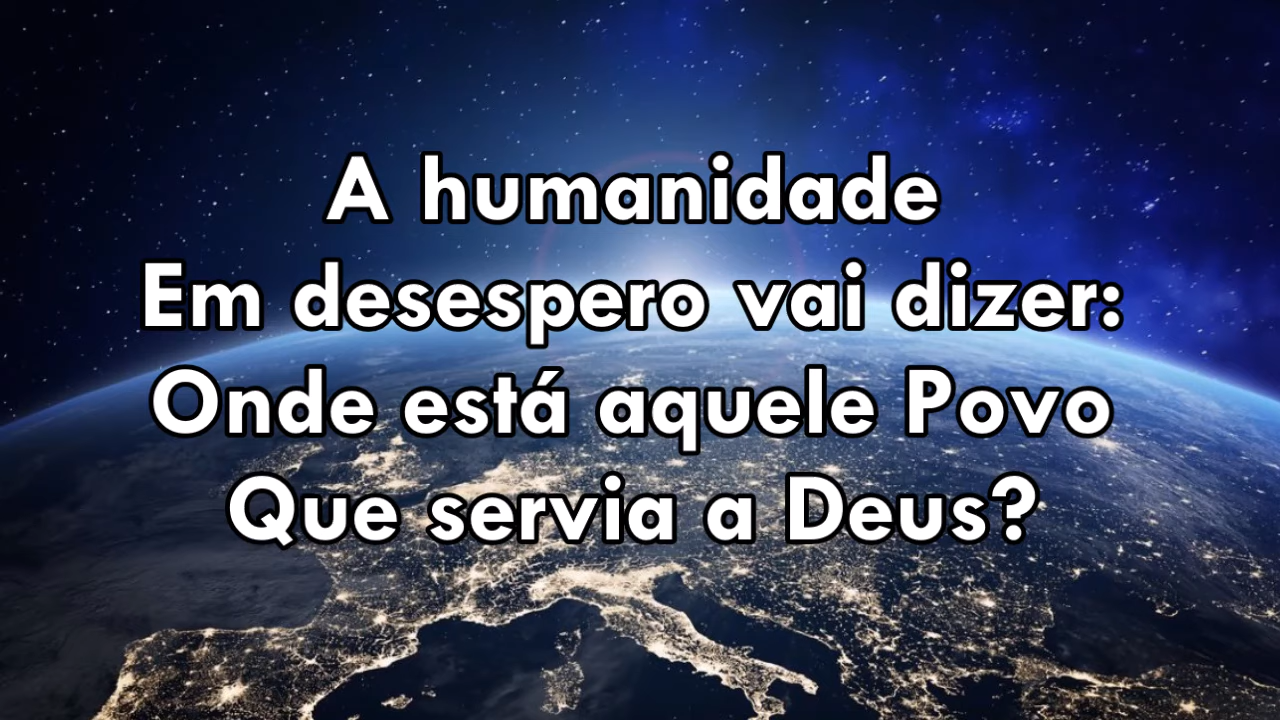 A humanidade
Em desespero vai dizer:
Onde está aquele Povo
Que servia a Deus?